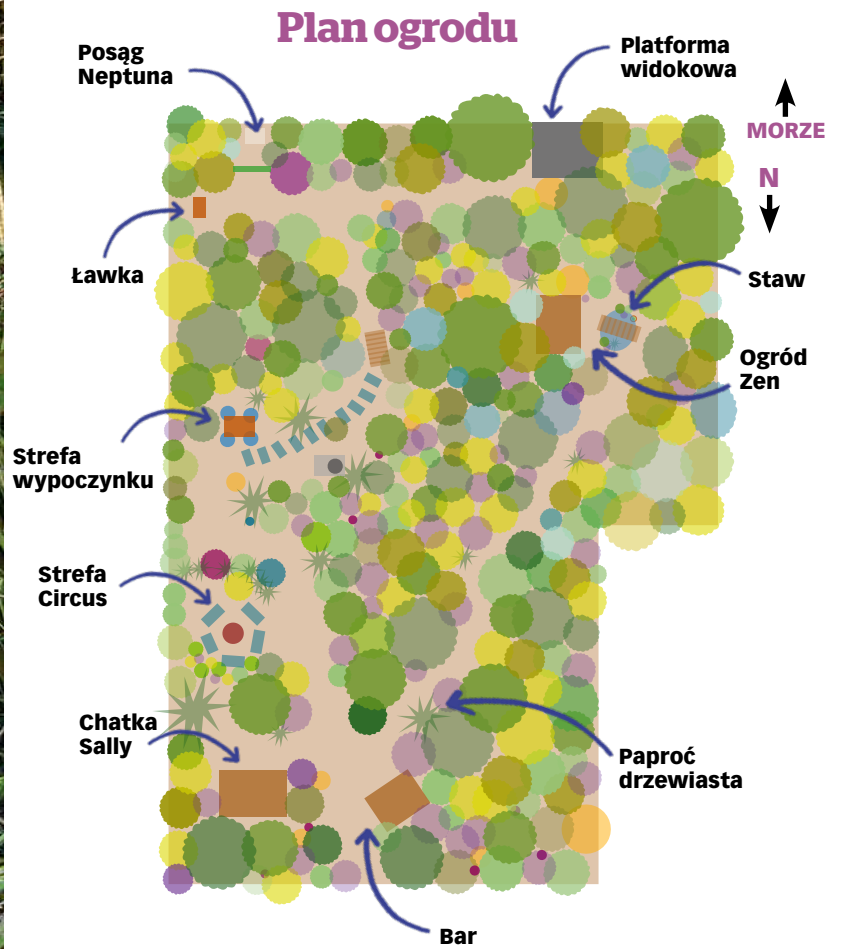 Plan ogrodu
Posąg
Neptuna
Platforma
widokowa
MORZE
N
Ławka
Staw
Ogród
Zen
Strefa
wypoczynku
Strefa
Circus
Chatka
Sally
Paproć
drzewiasta
Bar